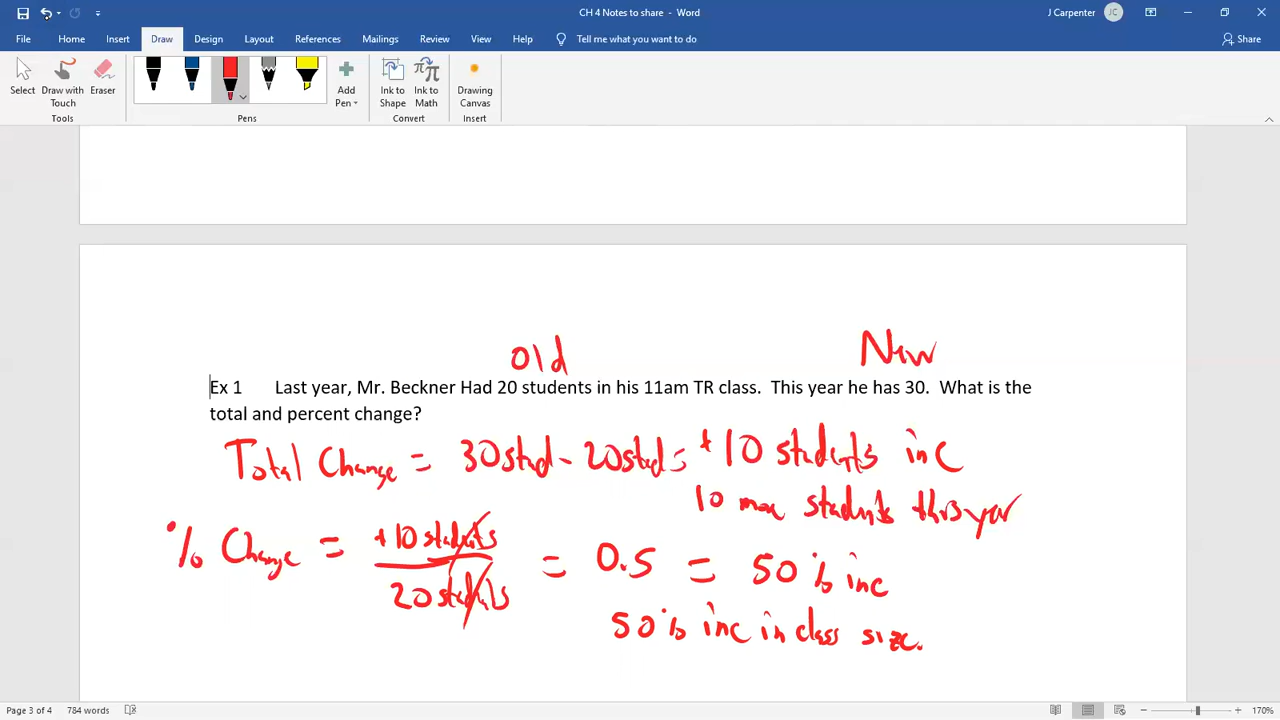 CH 4 Notes to share - Word
J Carpenter JC
File Home Insert Draw Design Layout References Mailings Review View Help Tell me what you want to do Share
Select Draw with Touch Eraser Add Pen Ink to Shape Ink to Math Drawing Canvas
Tools Pens Convert Insert
Old New
Ex 1 Last year, Mr. Beckner Had 20 students in his 11am TR class. This year he has 30. What is the
total and percent change?
Total Change = 30 stud - 20 stud = +10 students inc
10 more students this year
% Change = +10 students / 20 students = 0.5 = 50% inc
50% inc in class size.
Page 3 of 4 784 words 170%